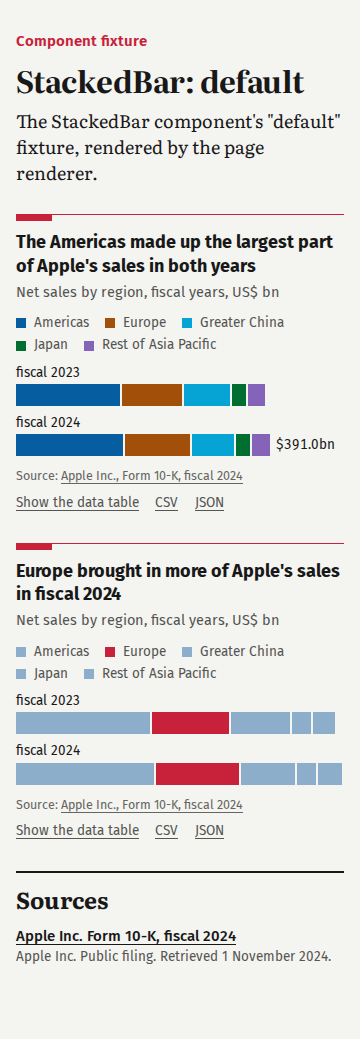 Component fixture
StackedBar: default
The StackedBar component's "default"
fixture, rendered by the page
renderer.
The Americas made up the largest part
of Apple's sales in both years
Net sales by region, fiscal years, US$ bn
Americas Europe Greater China
Japan Rest of Asia Pacific
fiscal 2023
fiscal 2024
$391.0bn
Source: Apple Inc., Form 10-K, fiscal 2024
Show the data table CSV JSON
Europe brought in more of Apple's sales
in fiscal 2024
Net sales by region, fiscal years, US$ bn
Americas Europe Greater China
Japan Rest of Asia Pacific
fiscal 2023
fiscal 2024
Source: Apple Inc., Form 10-K, fiscal 2024
Show the data table CSV JSON
Sources
Apple Inc. Form 10-K, fiscal 2024
Apple Inc. Public filing. Retrieved 1 November 2024.